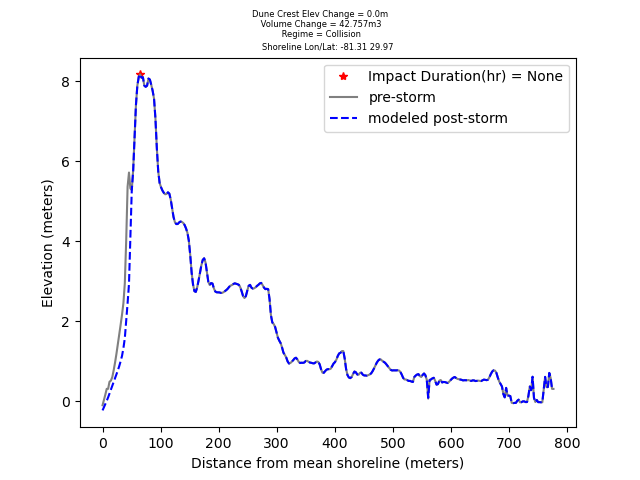 Dune Crest Elev Change = 0.0m
Volume Change = 42.757m3
Regime = Collision
Shoreline Lon/Lat: -81.31 29.97
Impact Duration(hr) = None
pre-storm
modeled post-storm
Elevation (meters)
8
6
4
2
0
0 100 200 300 400 500 600 700 800
Distance from mean shoreline (meters)